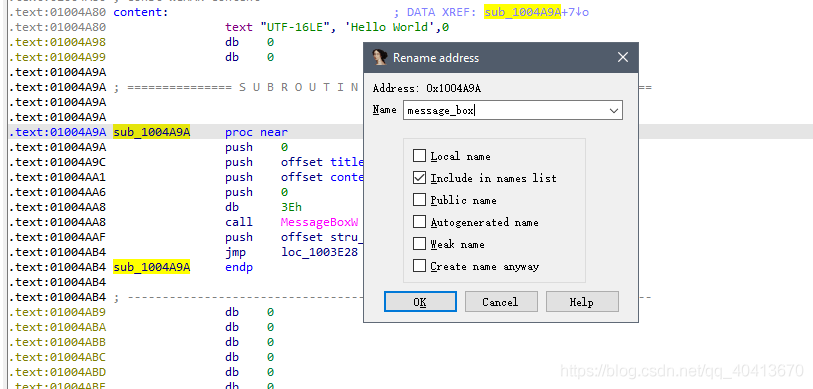 .text:01004A80 content: ; DATA XREF: sub_1004A9A+7↓o
.text:01004A80 text "UTF-16LE", 'Hello World',0
.text:01004A98 db 0
.text:01004A99 db 0
.text:01004A9A
.text:01004A9A ; =============== S U B R O U T I N
.text:01004A9A
.text:01004A9A
.text:01004A9A sub_1004A9A proc near
.text:01004A9A push 0
.text:01004A9C push offset title
.text:01004AA1 push offset conte
.text:01004AA6 push 0
.text:01004AA8 db 3Eh
.text:01004AA8 call MessageBoxW
.text:01004AAF push offset stru_
.text:01004AB4 jmp loc_1003E28
.text:01004AB4 sub_1004A9A endp
.text:01004AB4
.text:01004AB4 ; ---------------------------------------------------------------------------
.text:01004AB9 db 0
.text:01004ABA db 0
.text:01004ABB db 0
.text:01004ABC db 0
.text:01004ABD db 0
.text:01004ABE db 0
Rename address
Address: 0x1004A9A
Name message_box
Local name
Include in names list
Public name
Autogenerated name
Weak name
Create name anyway
OK Cancel Help
https://blog.csdn.net/qq_40413670